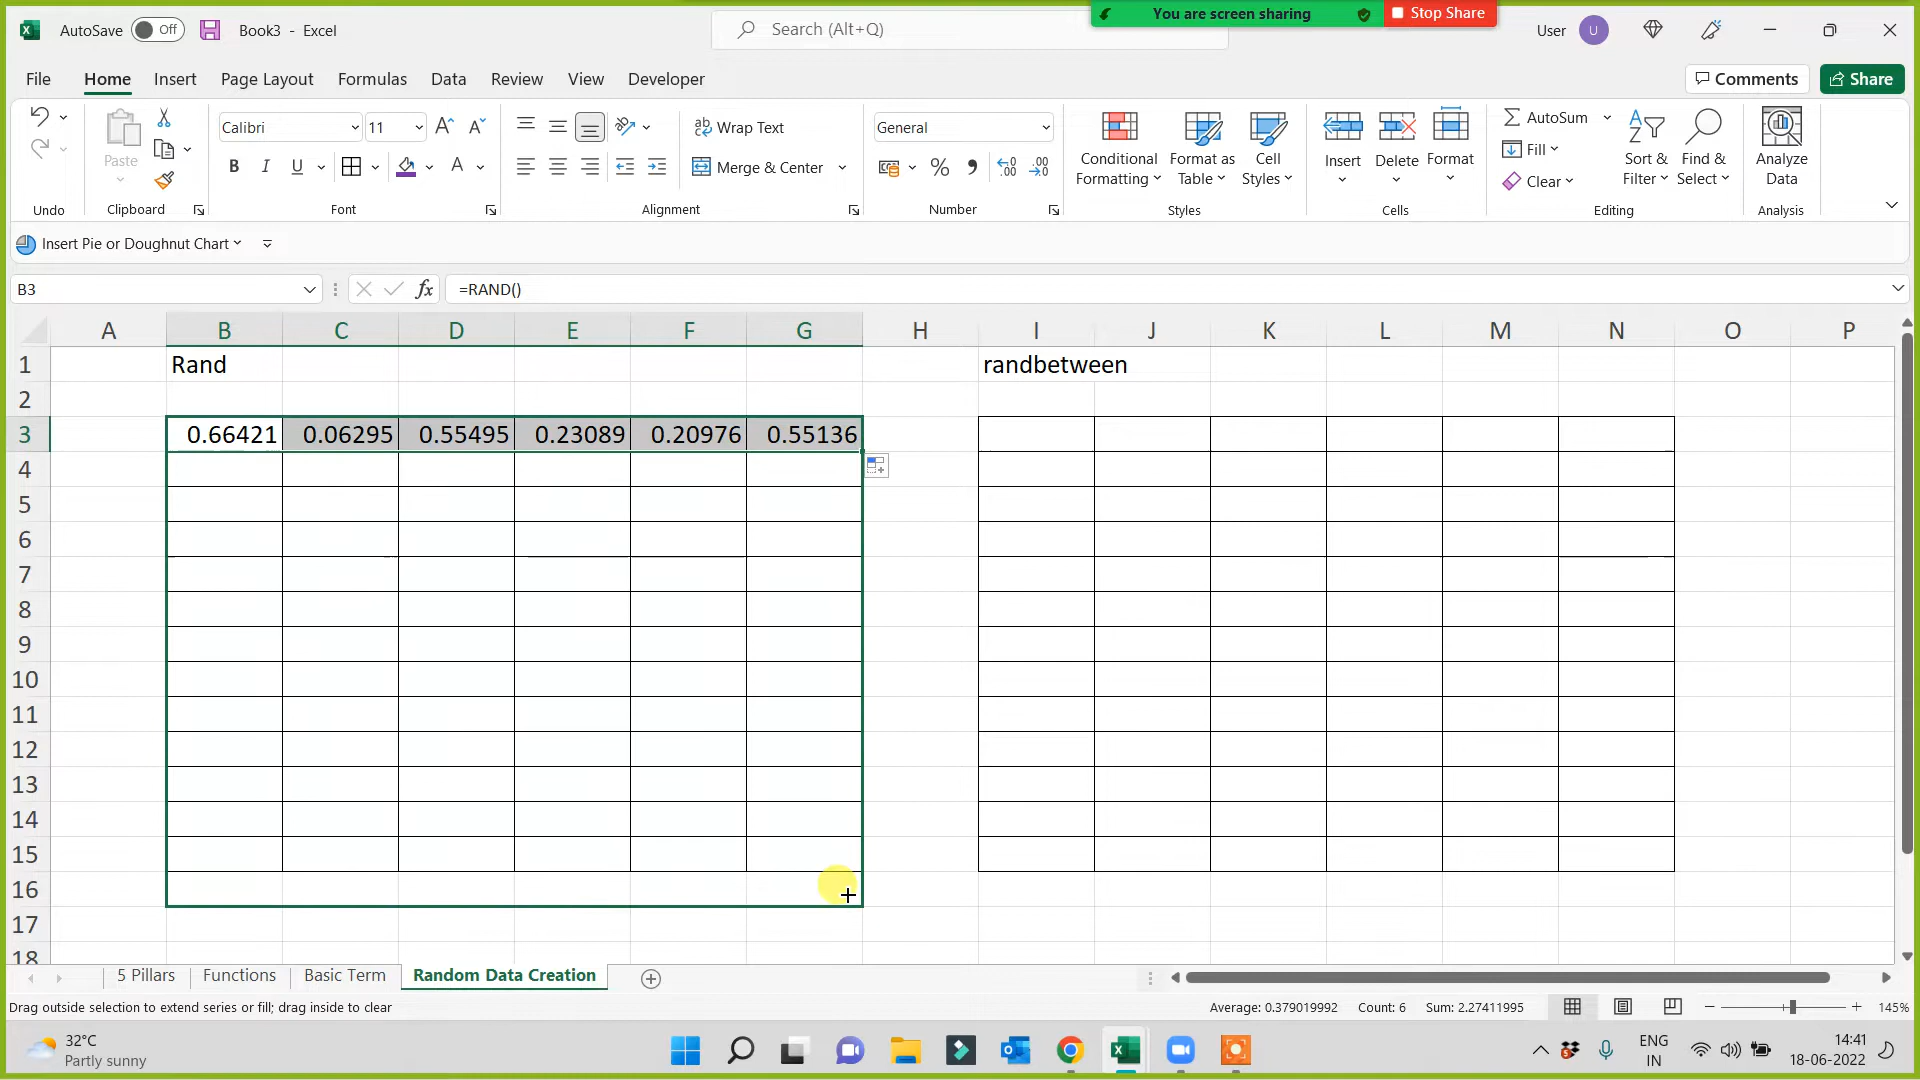 You are screen sharing Stop Share
AutoSave Off Book3 - Excel Search (Alt+Q) User U
File Home Insert Page Layout Formulas Data Review View Developer Comments Share
Paste Calibri 11 Wrap Text General Conditional Formatting Format as Table Cell Styles Insert Delete Format AutoSum Sort & Filter Find & Select Analyze Data
B I U A Merge & Center % Fill
Clear
Undo Clipboard Font Alignment Number Styles Cells Editing Analysis
Insert Pie or Doughnut Chart
B3 fx =RAND()
A B C D E F G H I J K L M N O P
1 Rand randbetween
2
3 0.66421 0.06295 0.55495 0.23089 0.20976 0.55136
4
5
6
7
8
9
10
11
12
13
14
15
16
17
18
5 Pillars Functions Basic Term Random Data Creation
Drag outside selection to extend series or fill; drag inside to clear Average: 0.379019992 Count: 6 Sum: 2.27411995 145%
32°C
Partly sunny
ENG
IN
14:41
18-06-2022